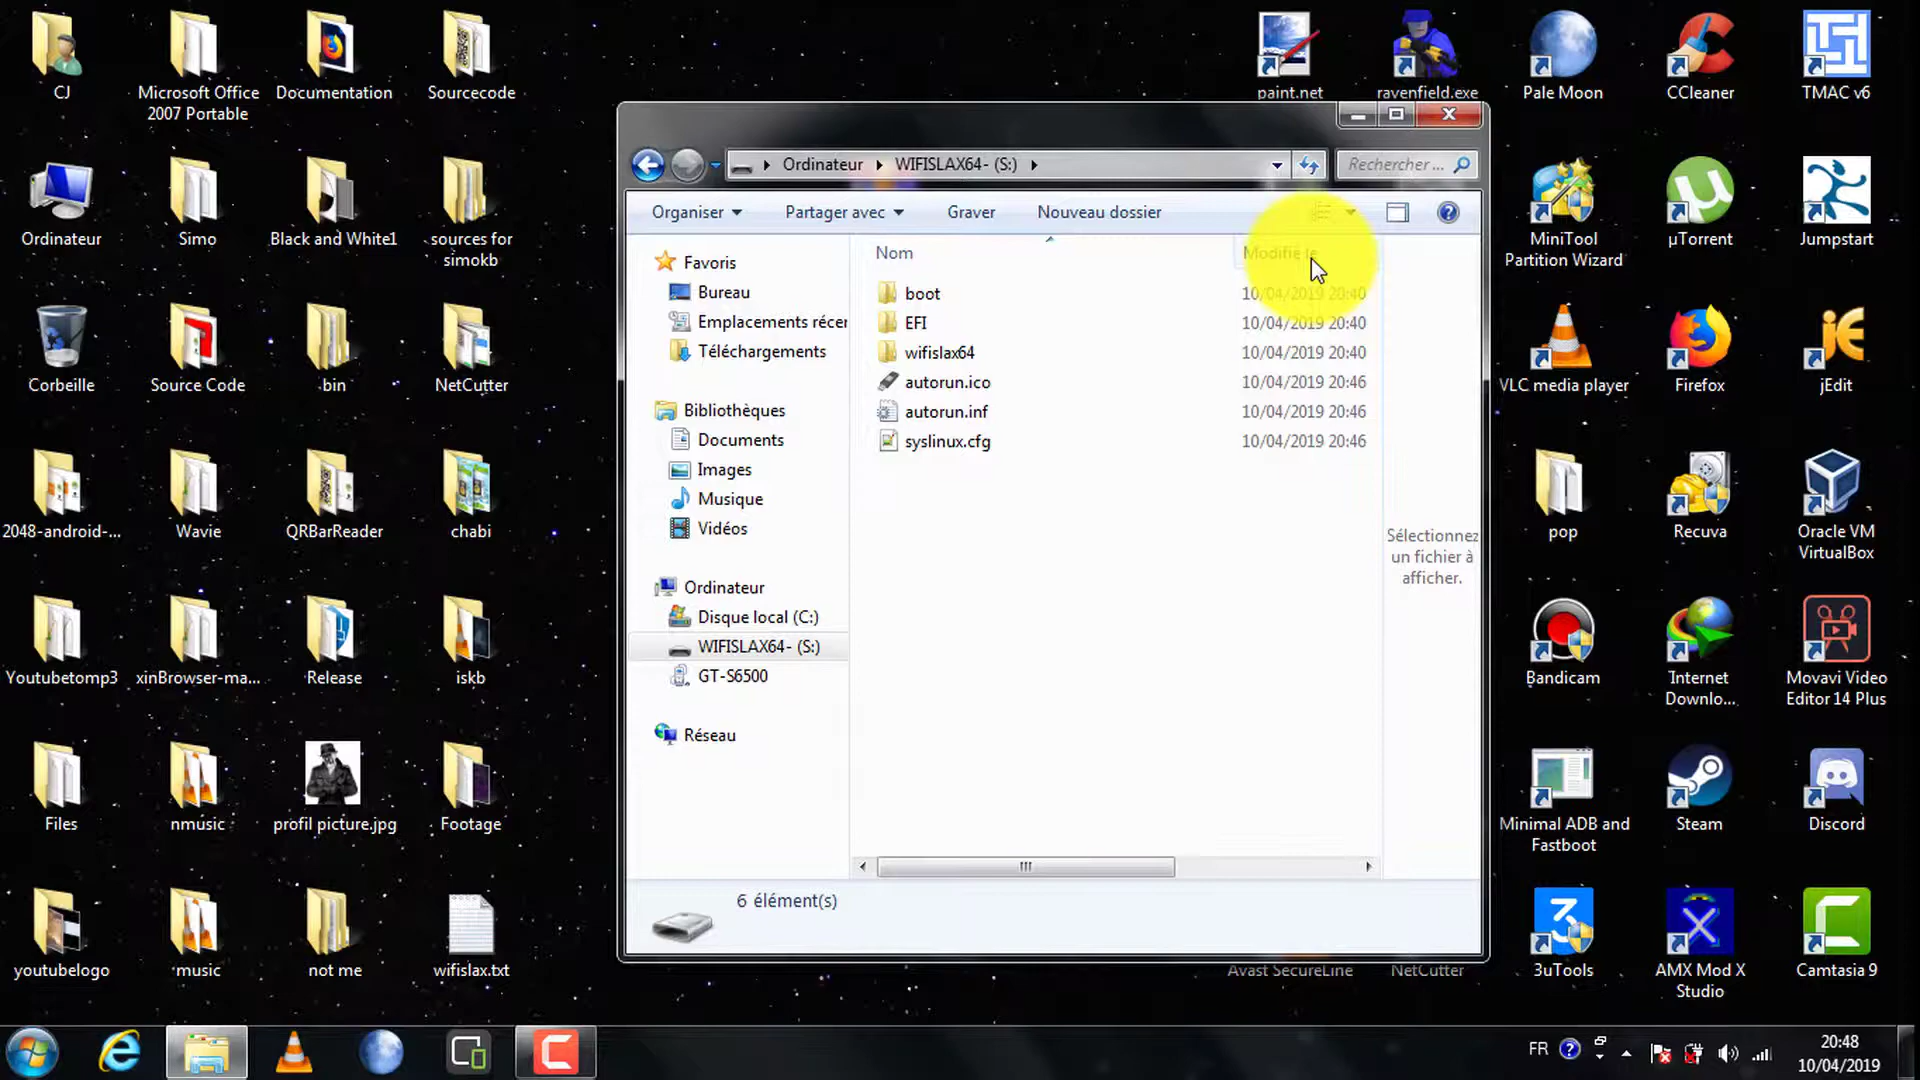 CJ
Microsoft Office
2007 Portable
Documentation
Sourcecode
paint.net
ravenfield.exe
Pale Moon
CCleaner
TMAC v6
Ordinateur
Simo
Black and White1
sources for
simokb
MiniTool
Partition Wizard
µTorrent
Jumpstart
Corbeille
Source Code
bin
NetCutter
VLC media player
Firefox
jEdit
2048-android-...
Wavie
QRBarReader
chabi
pop
Recuva
Oracle VM
VirtualBox
Youtubetomp3
xinBrowser-ma...
Release
iskb
Bandicam
Internet
Downlo...
Movavi Video
Editor 14 Plus
Files
nmusic
profil picture.jpg
Footage
Minimal ADB and
Fastboot
Steam
Discord
youtubelogo
music
not me
wifislax.txt
Avast SecureLine
NetCutter
3uTools
AMX Mod X
Studio
Camtasia 9
Ordinateur
WIFISLAX64- (S:)
Rechercher ...
Organiser
Partager avec
Graver
Nouveau dossier
Favoris
Bureau
Emplacements récen
Téléchargements
Bibliothèques
Documents
Images
Musique
Vidéos
Ordinateur
Disque local (C:)
WIFISLAX64- (S:)
GT-S6500
Réseau
Nom
Modifié le
boot
10/04/2019 20:40
EFI
10/04/2019 20:40
wifislax64
10/04/2019 20:40
autorun.ico
10/04/2019 20:46
autorun.inf
10/04/2019 20:46
syslinux.cfg
10/04/2019 20:46
Sélectionnez
un fichier à
afficher.
6 élément(s)
FR
20:48
10/04/2019